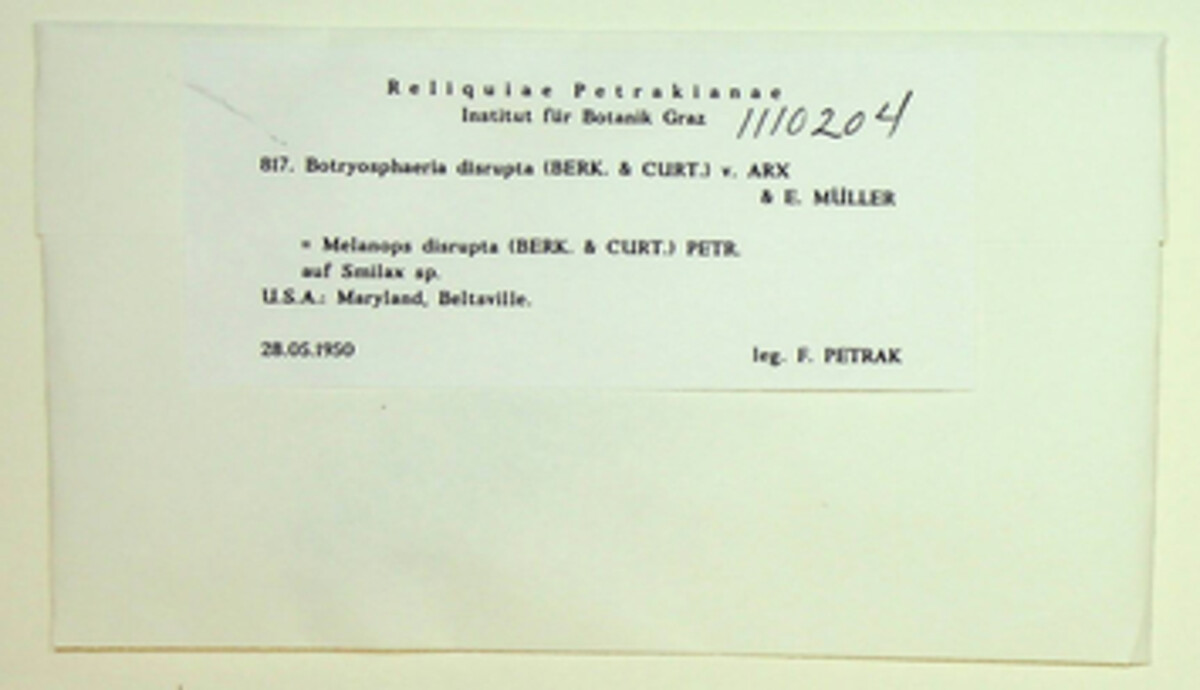 Reliquiae Petrakianae
Institut für Botanik Graz 1110204
817. Botryosphaeria disrupta (BERK. & CURT.) v. ARX
& E. MÜLLER
= Melanops disrupta (BERK. & CURT.) PETR.
auf Smilax sp.
U.S.A.: Maryland, Beltsville.
28.05.1950 leg. F. PETRAK